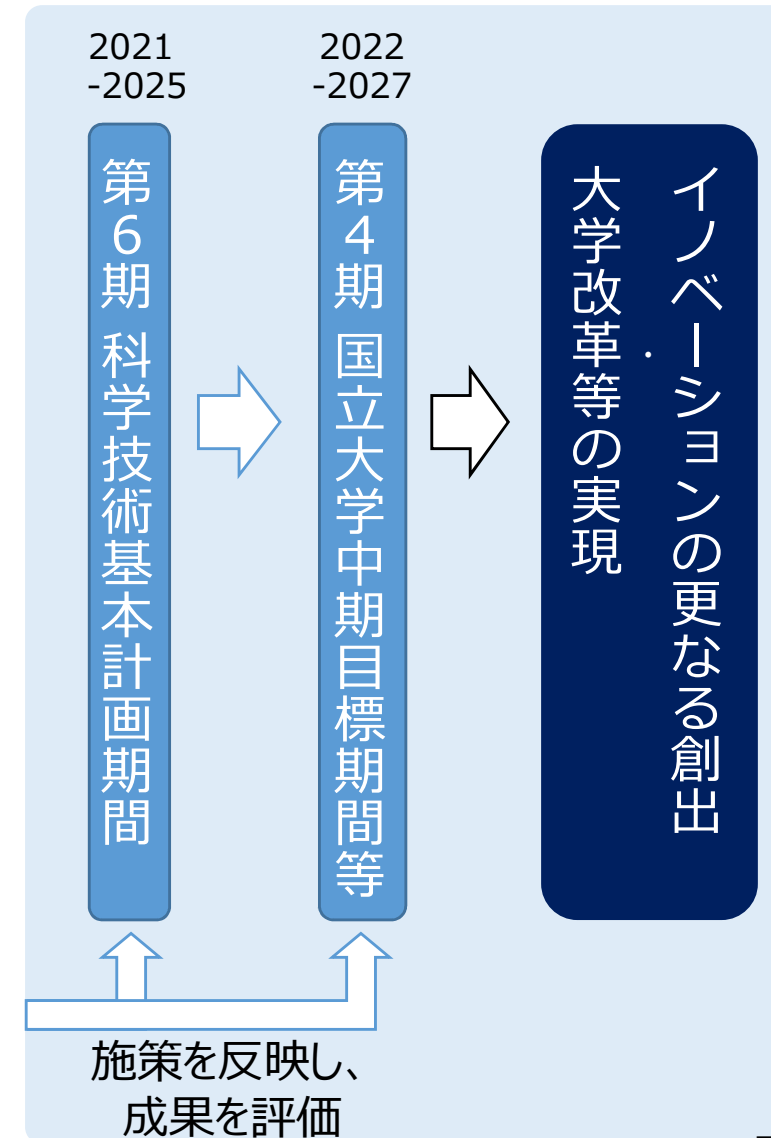 2021
-2025
2022
-2027
第6期 科学技術基本計画期間
第4期 国立大学中期目標期間等
イノベーションの更なる創出
・
大学改革等の実現
施策を反映し、
成果を評価